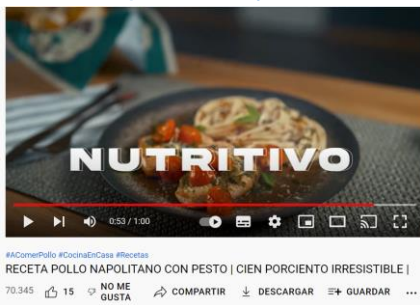 NUTRITIVO
0:53 / 1:00
#AComerPollo #CocinaEnCasa #Recetas
RECETA POLLO NAPOLITANO CON PESTO | CIEN PORCIENTO IRRESISTIBLE |
70.345 15 NO ME GUSTA COMPARTIR DESCARGAR GUARDAR ...